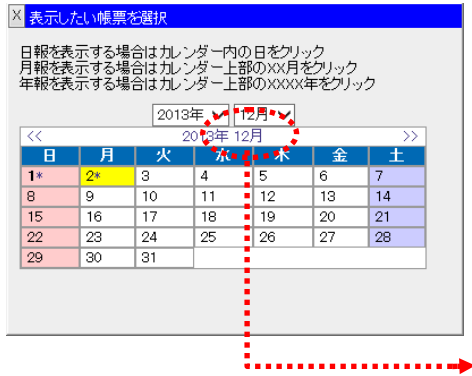 X 表示したい帳票を選択
日報を表示する場合はカレンダー内の日をクリック
月報を表示する場合はカレンダー上部のXX月をクリック
年報を表示する場合はカレンダー上部のXXXX年をクリック
2013年 12月
<< 2013年 12月 >>
日 月 火 水 木 金 土
1* 2* 3 4 5 6 7
8 9 10 11 12 13 14
15 16 17 18 19 20 21
22 23 24 25 26 27 28
29 30 31